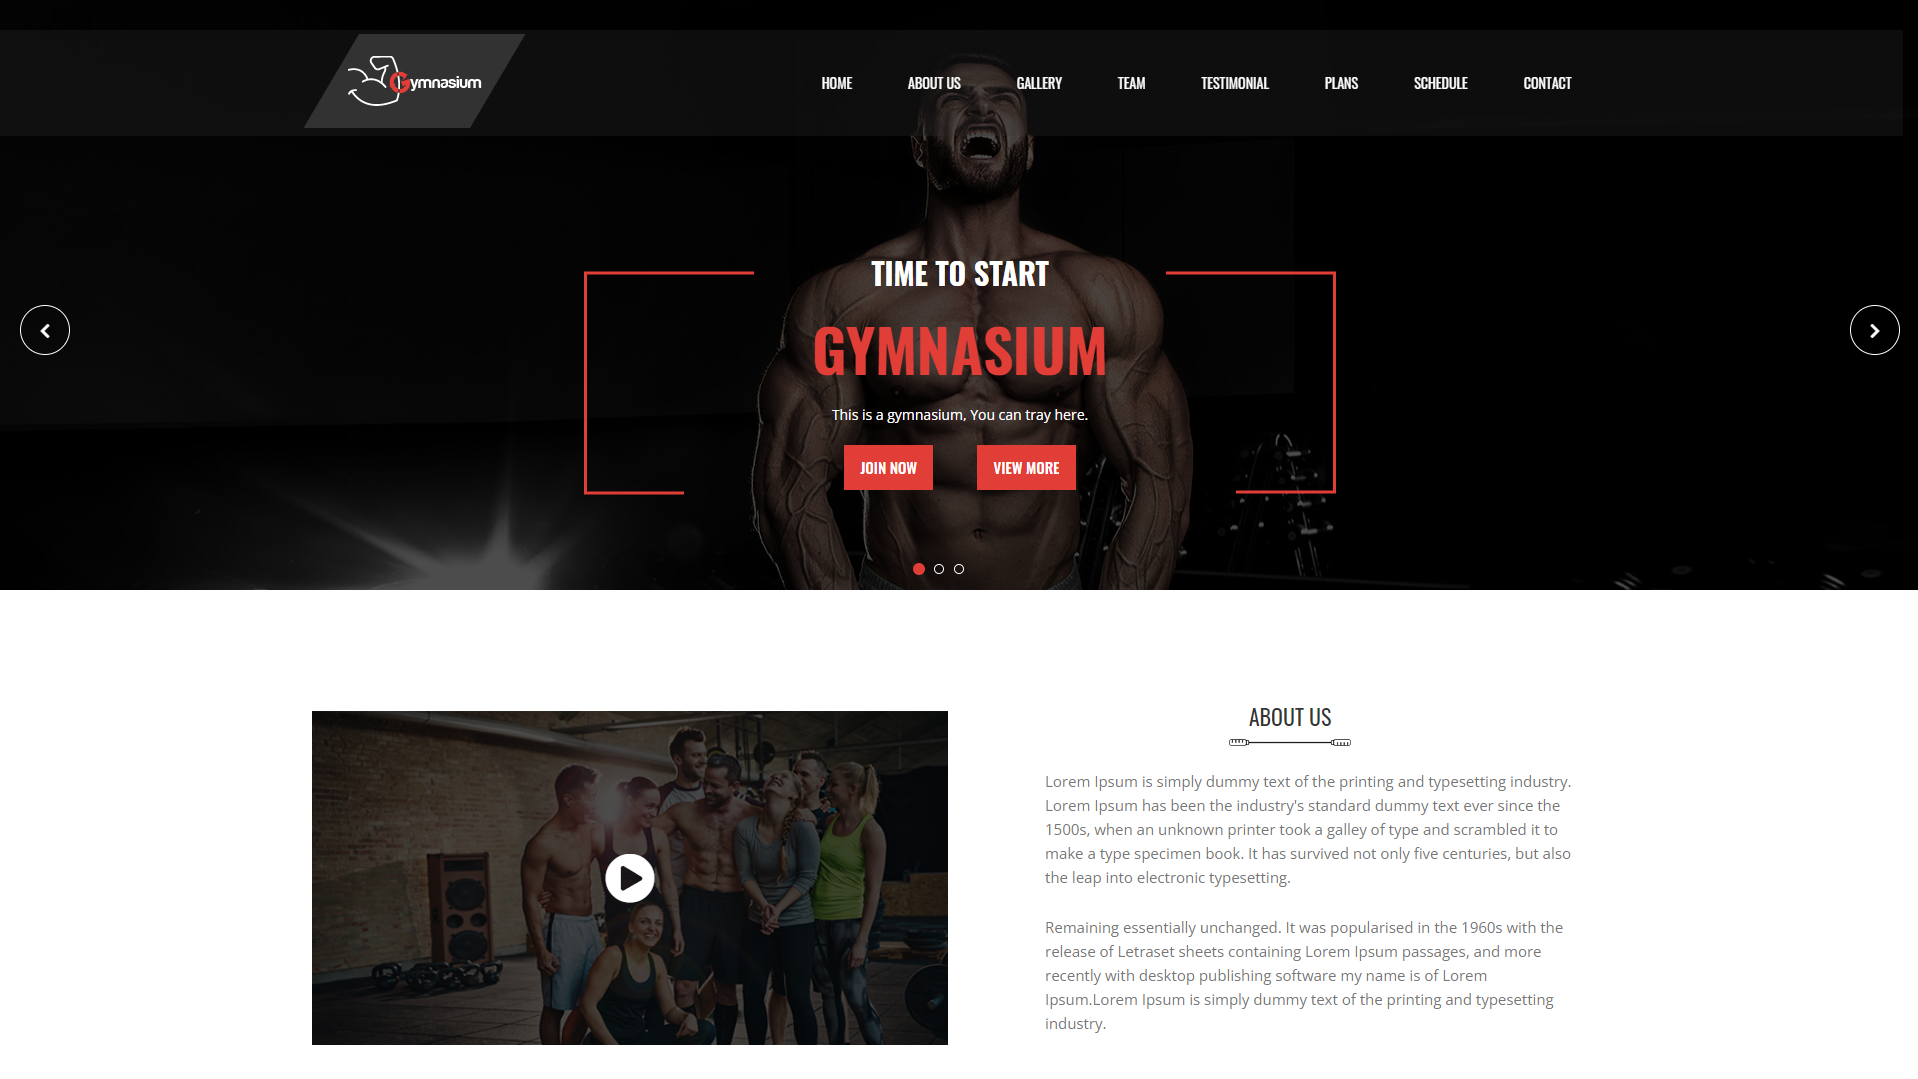 Gymnasium
HOME ABOUT US GALLERY TEAM TESTIMONIAL PLANS SCHEDULE CONTACT
TIME TO START
GYMNASIUM
This is a gymnasium, You can tray here.
JOIN NOW VIEW MORE
ABOUT US
Lorem Ipsum is simply dummy text of the printing and typesetting industry.
Lorem Ipsum has been the industry's standard dummy text ever since the
1500s, when an unknown printer took a galley of type and scrambled it to
make a type specimen book. It has survived not only five centuries, but also
the leap into electronic typesetting.
Remaining essentially unchanged. It was popularised in the 1960s with the
release of Letraset sheets containing Lorem Ipsum passages, and more
recently with desktop publishing software my name is of Lorem
Ipsum.Lorem Ipsum is simply dummy text of the printing and typesetting
industry.